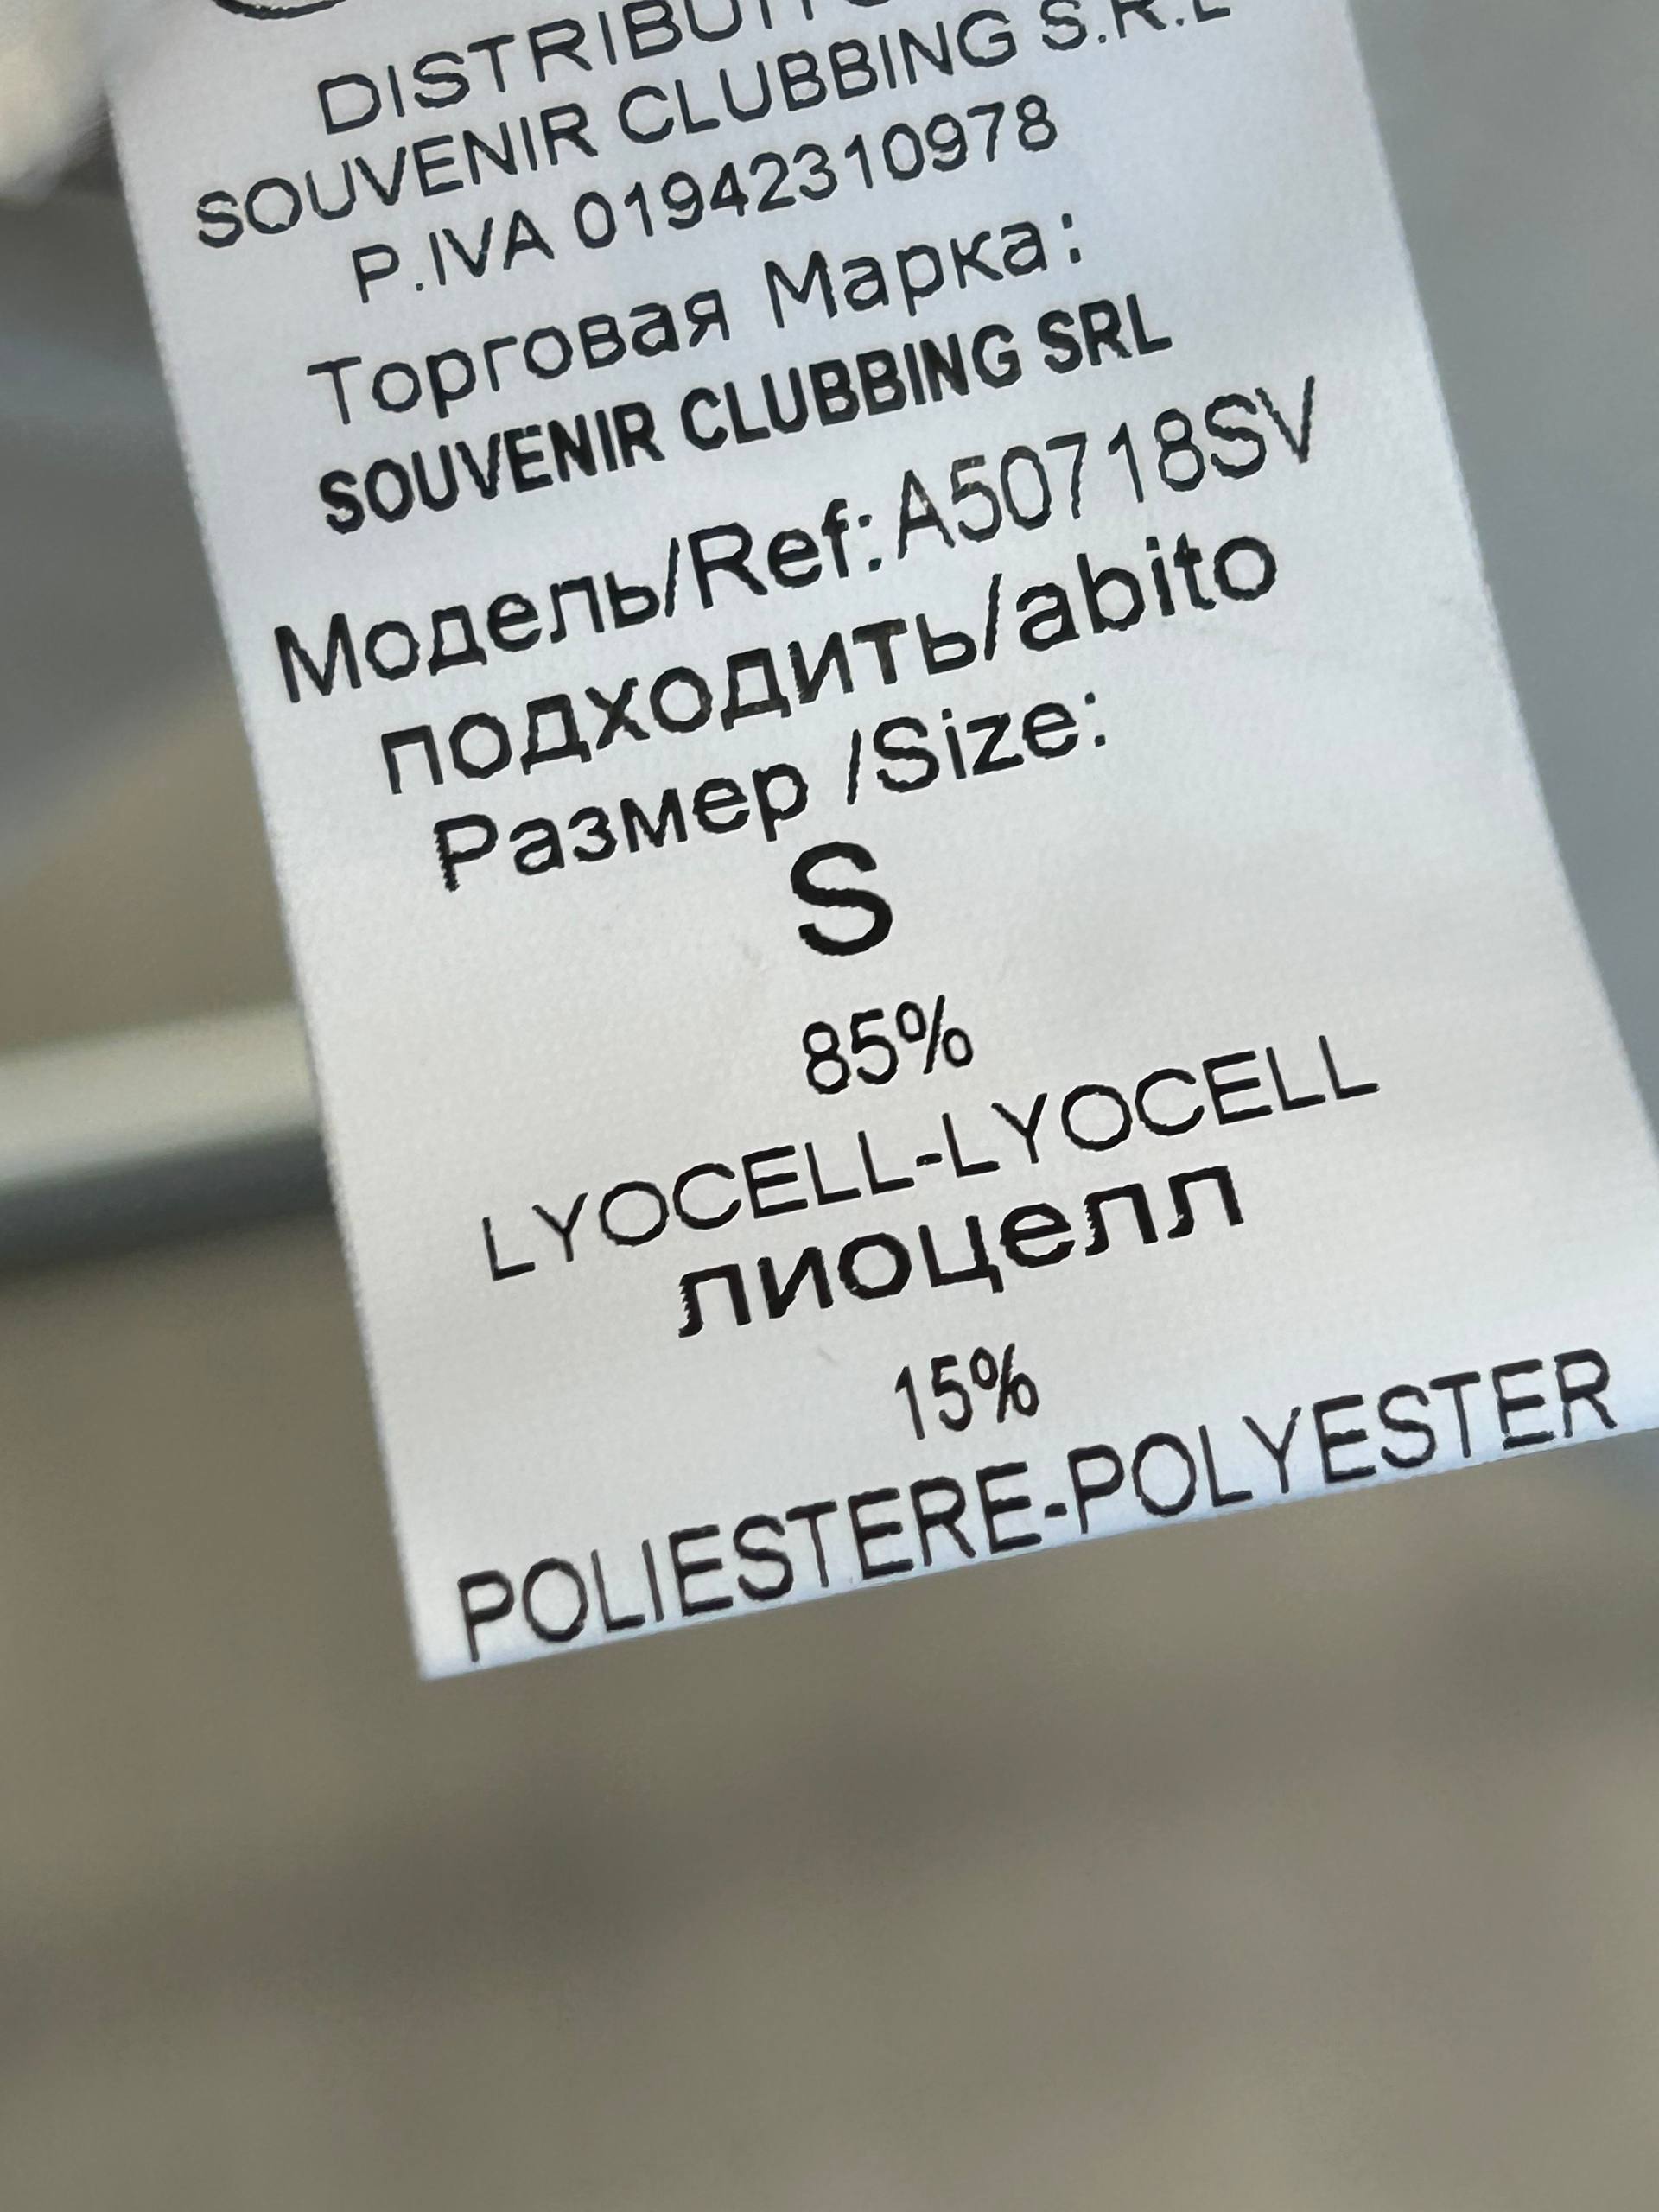 SOUVENIR CLUBBING S.R.L
P.IVA 01942310978
Торговая Марка:
SOUVENIR CLUBBING SRL
Модель/Ref:A50718SV
подходить/abito
Размер /Size:
S
85%
LYOCELL-LYOCELL
лиоцелл
15%
POLIESTERE-POLYESTER